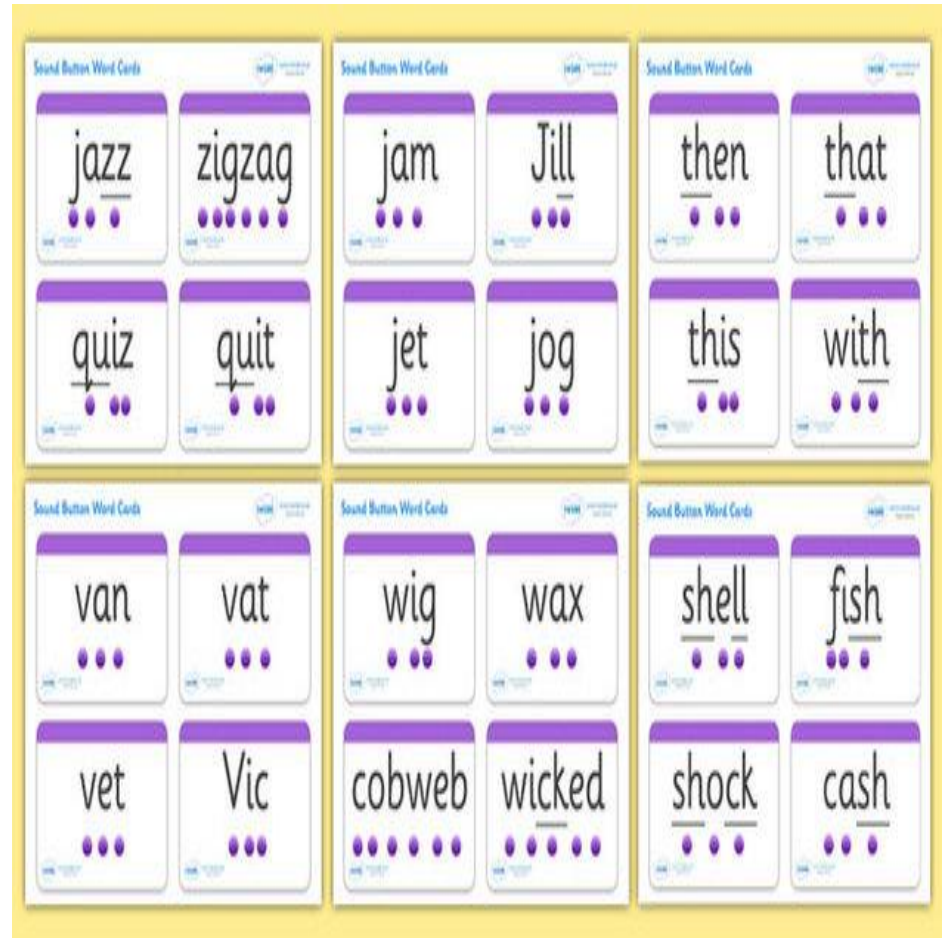 Sound Button Word Cards
jazz
zigzag
quiz
quit
Sound Button Word Cards
jam
Jill
jet
jog
Sound Button Word Cards
then
that
this
with
Sound Button Word Cards
van
vat
vet
Vic
Sound Button Word Cards
wig
wax
cobweb
wicked
Sound Button Word Cards
shell
fish
shock
cash